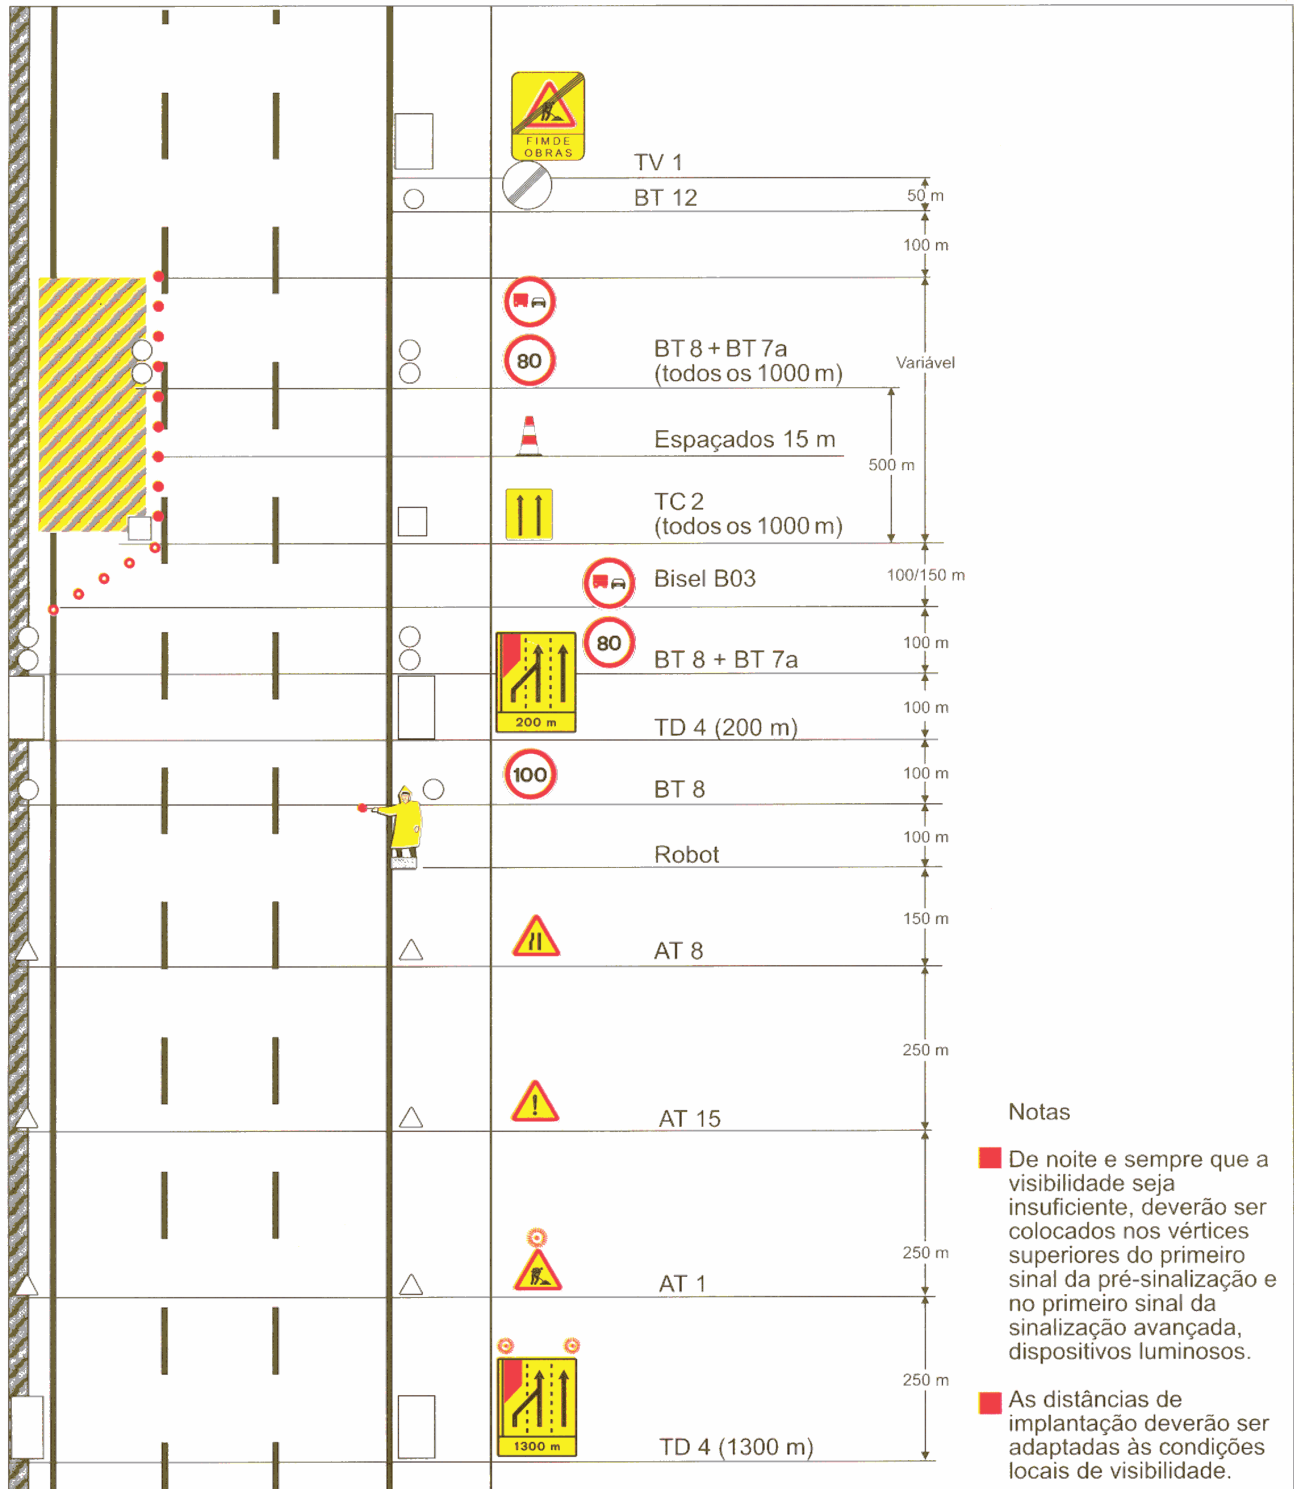 FIM DE
OBRAS
TV 1
BT 12
50 m
100 m
80
BT 8 + BT 7a
(todos os 1000 m)
Variável
Espaçados 15 m
500 m
TC 2
(todos os 1000 m)
Bisel B03
100/150 m
80
100 m
BT 8 + BT 7a
200 m
100 m
TD 4 (200 m)
100
100 m
BT 8
100 m
Robot
150 m
AT 8
250 m
!
AT 15
250 m
AT 1
250 m
1300 m
TD 4 (1300 m)
Notas
De noite e sempre que a
visibilidade seja
insuficiente, deverão ser
colocados nos vértices
superiores do primeiro
sinal da pré-sinalização e
no primeiro sinal da
sinalização avançada,
dispositivos luminosos.
As distâncias de
implantação deverão ser
adaptadas às condições
locais de visibilidade.